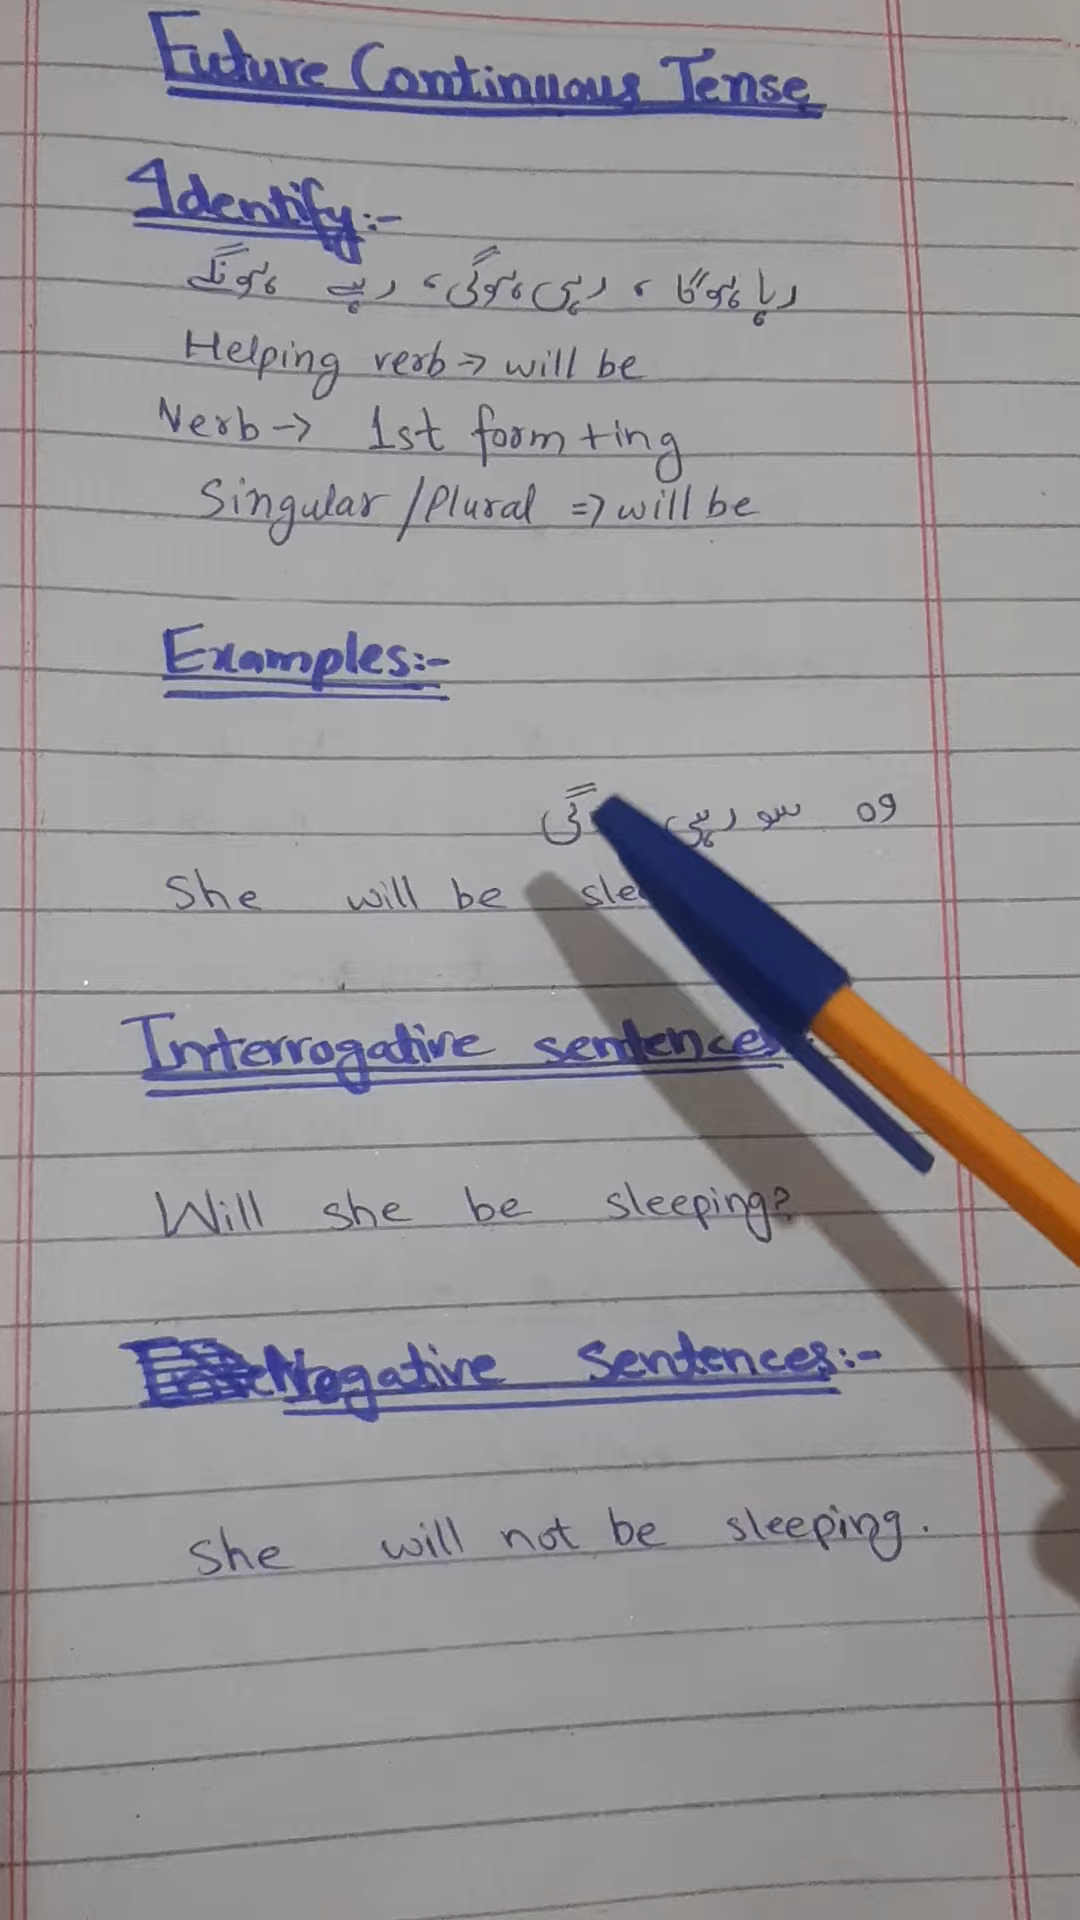 Future Continuous Tense
Identify:-
رہا ہوگا ، رہی ہوگی ، رہے ہونگے
Helping verb => will be
Verb -> 1st form + ing
Singular / Plural => will be
Examples:-
وہ سو رہی
She will be
Interrogative sentences
Will she be sleeping?
Negative Sentences:-
She will not be sleeping.